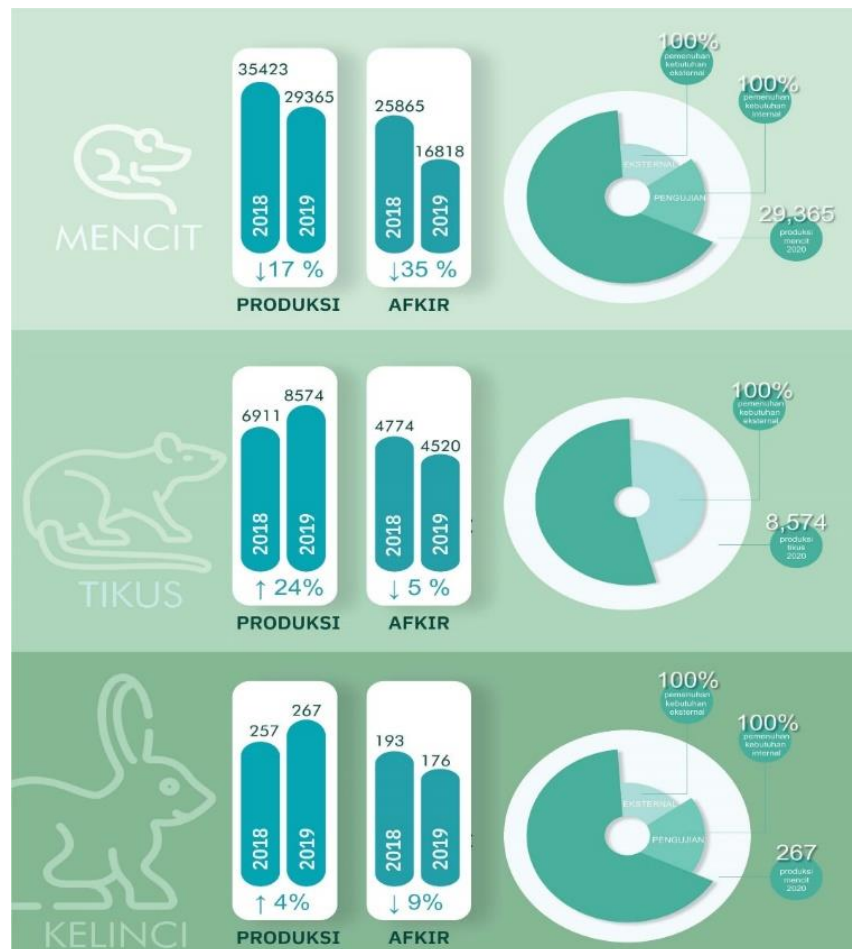 MENCIT
35423
29365
2018
2019
↓17 %
PRODUKSI
25865
16818
2018
2019
↓35 %
AFKIR
100%
pemenuhan
kebutuhan
eksternal
100%
pemenuhan
kebutuhan
Internal
EKSTERNAL
PENGUJIAN
29,365
produksi
mencit
2020
TIKUS
6911
8574
2018
2019
↑ 24%
PRODUKSI
4774
4520
2018
2019
↓ 5 %
AFKIR
100%
pemenuhan
kebutuhan
eksternal
8,574
produksi
tikus
2020
KELINCI
257
267
2018
2019
↑ 4%
PRODUKSI
193
176
2018
2019
↓ 9%
AFKIR
100%
pemenuhan
kebutuhan
eksternal
100%
pemenuhan
kebutuhan
internal
EKSTERNAL
PENGUJIAN
267
produksi
mencit
2020